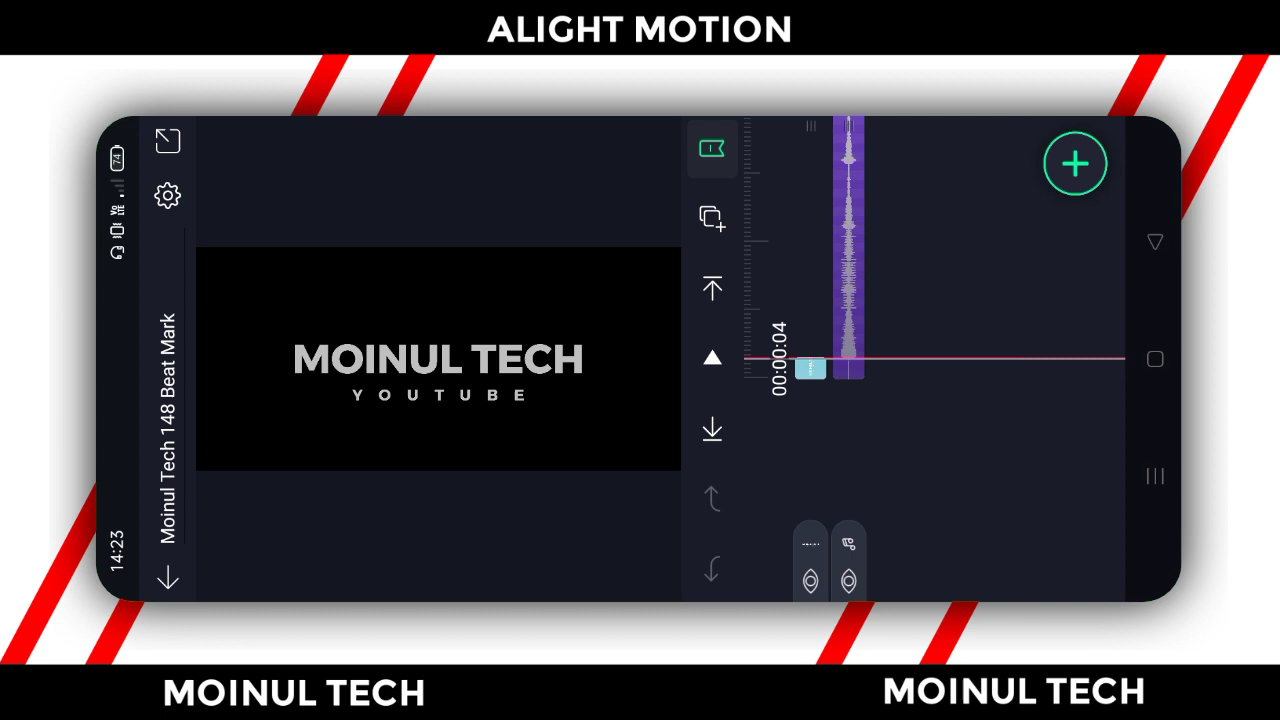 ALIGHT MOTION
14:23
74
Moinul Tech 148 Beat Mark
MOINUL TECH
YOUTUBE
00:00:04
MOINUL TECH
MOINUL TECH